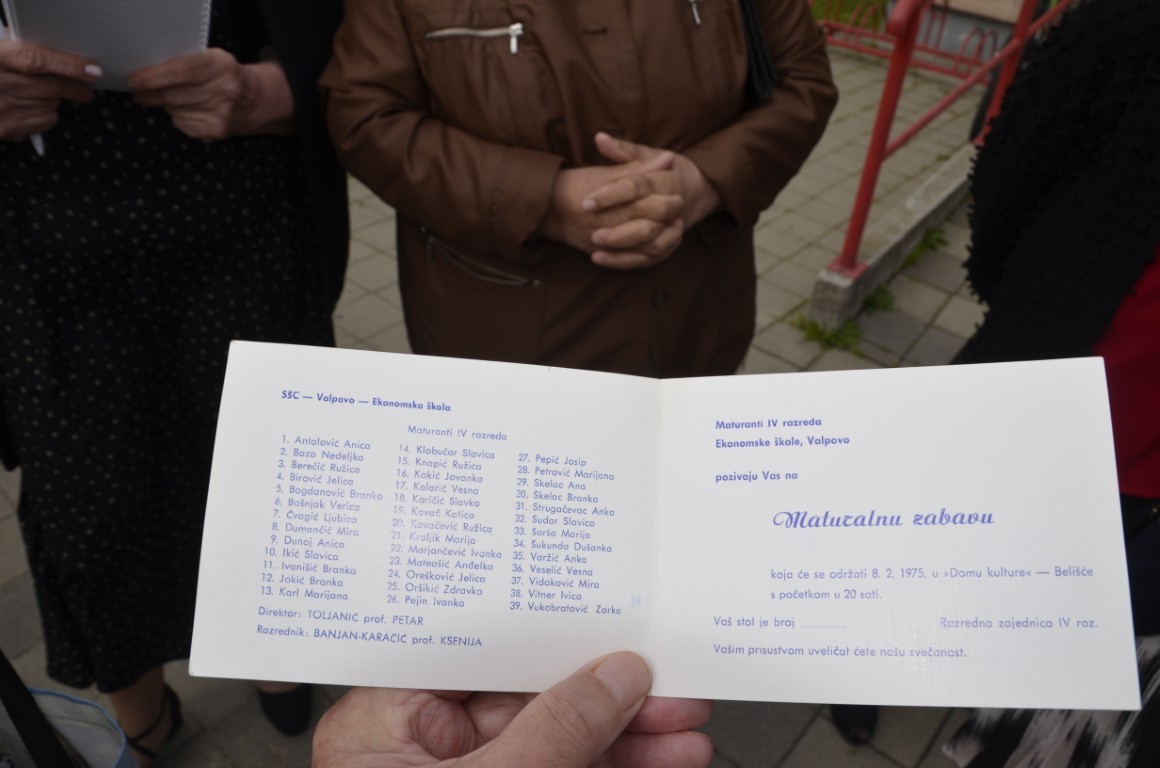 SŠC — Valpovo — Ekonomska škola
Maturanti IV razreda
1. Antolović Anica
2. Bazo Nedeljka
3. Berečić Ružica
4. Birović Jelica
5. Bogdanović Branko
6. Bošnjak Verica
7. Čvagić Ljubica
8. Dumančić Mira
9. Dunaj Anica
10. Ikić Slavica
11. Ivanišić Branka
12. Jokić Branka
13. Karl Marijana
14. Klobučar Slavica
15. Knapić Ružica
16. Kokić Jovanka
17. Kolarić Vesna
18. Koričić Slavko
19. Kovač Katica
20. Kovačević Ružica
21. Kraljik Marija
22. Marjančević Ivanka
23. Mateošić Anđelka
24. Orešković Jelica
25. Oršikić Zdravko
26. Pejin Ivanka
27. Pepić Josip
28. Petrović Marijana
29. Skelac Ana
30. Skelac Branko
31. Strugačevac Anka
32. Sudar Slavica
33. Sorša Marija
34. Sukunda Dušanka
35. Varžić Anka
36. Veselić Vesna
37. Vidaković Mira
38. Vitner Ivica
39. Vukobratović Zorka
Direktor: TOLJANIĆ prof. PETAR
Razrednik: BANJAN-KARAČIĆ prof. KSENIJA
Maturanti IV razreda
Ekonomske škole, Valpovo
pozivaju Vas na
Maturalnu zabavu
koja će se održati 8. 2. 1975. u »Domu kulture« — Belišće
s početkom u 20 sati.
Vaš stol je broj
Razredna zajednica IV raz.
Vašim prisustvom uveličat ćete našu svečanost.